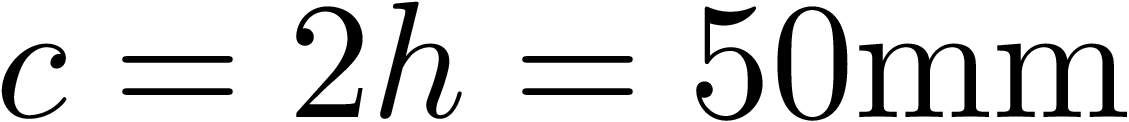 c = 2h = 50mm